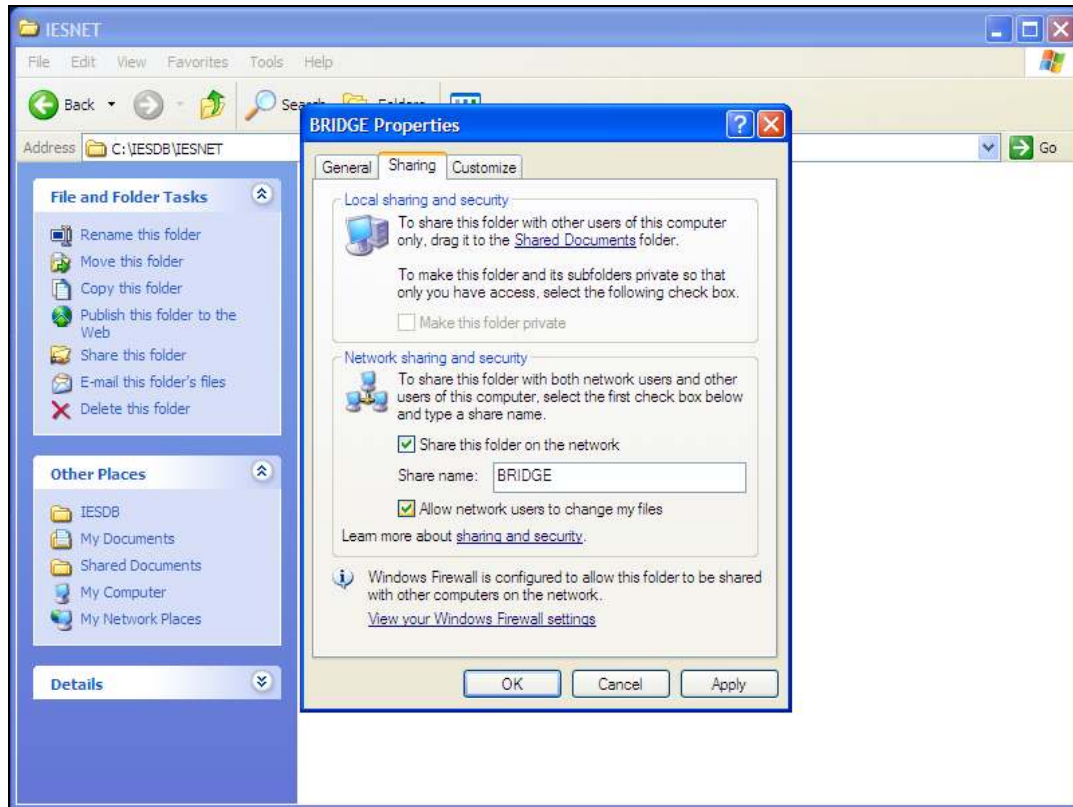 IESNET
File Edit View Favorites Tools Help
Back
Address C:\IESDB\IESNET Go
File and Folder Tasks
Rename this folder
Move this folder
Copy this folder
Publish this folder to the
Web
Share this folder
E-mail this folder's files
Delete this folder
Other Places
IESDB
My Documents
Shared Documents
My Computer
My Network Places
Details
BRIDGE Properties
General Sharing Customize
Local sharing and security
To share this folder with other users of this computer
only, drag it to the Shared Documents folder.
To make this folder and its subfolders private so that
only you have access, select the following check box.
Make this folder private
Network sharing and security
To share this folder with both network users and other
users of this computer, select the first check box below
and type a share name.
Share this folder on the network
Share name: BRIDGE
Allow network users to change my files
Learn more about sharing and security.
Windows Firewall is configured to allow this folder to be shared
with other computers on the network.
View your Windows Firewall settings
OK Cancel Apply